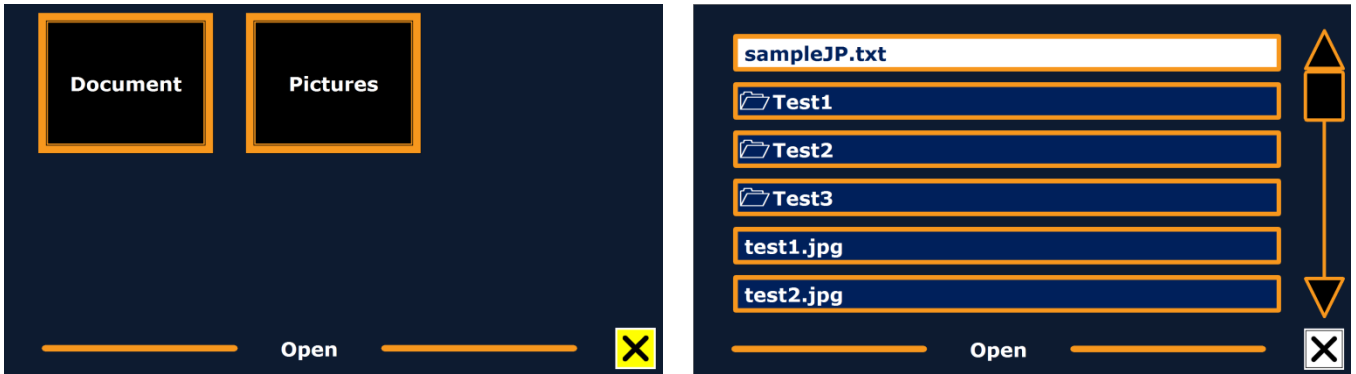 Document
Pictures
Open
sampleJP.txt
Test1
Test2
Test3
test1.jpg
test2.jpg
Open